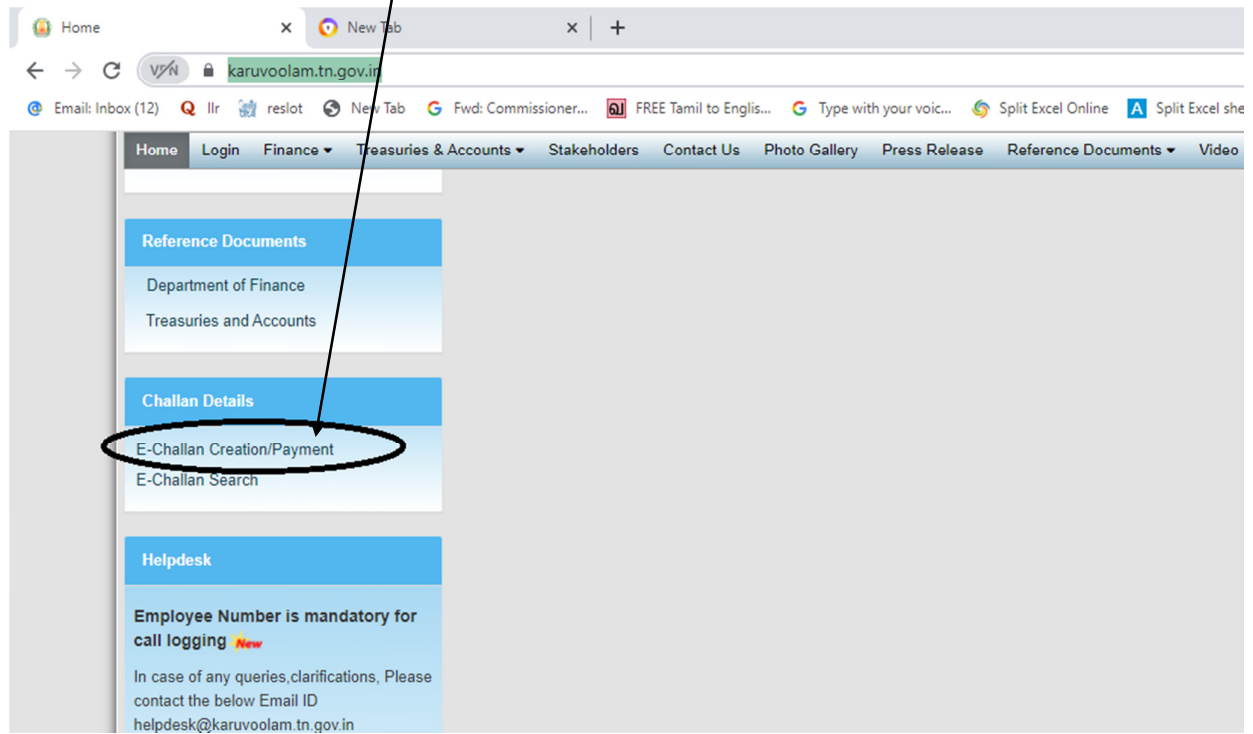 Home
New Tab
VPN
karuvoolam.tn.gov.in
Email: Inbox (12) llr reslot New Tab Fwd: Commissioner... FREE Tamil to Englis... Type with your voic... Split Excel Online Split Excel she
Home Login Finance Treasuries & Accounts Stakeholders Contact Us Photo Gallery Press Release Reference Documents Video
Reference Documents
Department of Finance
Treasuries and Accounts
Challan Details
E-Challan Creation/Payment
E-Challan Search
Helpdesk
Employee Number is mandatory for
call logging New
In case of any queries,clarifications, Please
contact the below Email ID
helpdesk@karuvoolam.tn.gov.in